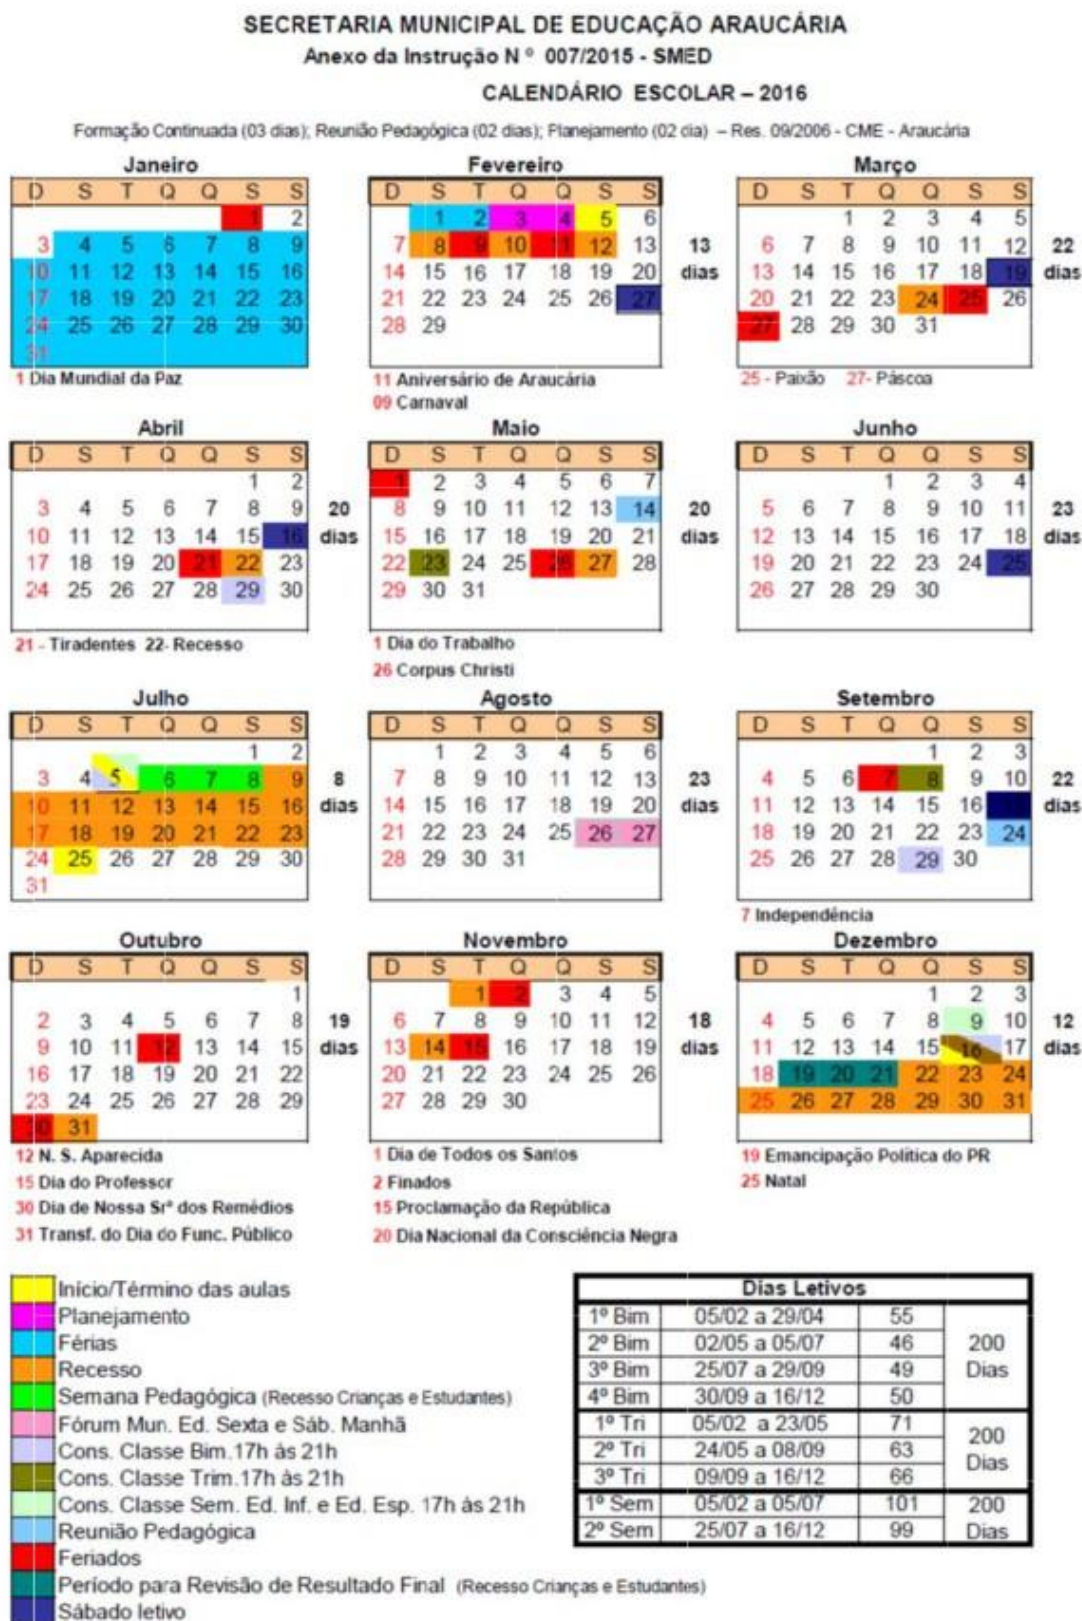 SECRETARIA MUNICIPAL DE EDUCAÇÃO ARAUCÁRIA
Anexo da Instrução N º 007/2015 - SMED
CALENDÁRIO ESCOLAR – 2016
Formação Continuada (03 dias); Reunião Pedagógica (02 dias); Planejamento (02 dia) – Res. 09/2006 - CME - Araucária
Janeiro
D S T Q Q S S
1 2
3 4 5 6 7 8 9
10 11 12 13 14 15 16
17 18 19 20 21 22 23
24 25 26 27 28 29 30
31
1 Dia Mundial da Paz
Fevereiro
D S T Q Q S S
1 2 3 4 5 6
7 8 9 10 11 12 13
14 15 16 17 18 19 20
21 22 23 24 25 26 27
28 29
13
dias
11 Aniversário de Araucária
09 Carnaval
Março
D S T Q Q S S
1 2 3 4 5
6 7 8 9 10 11 12
13 14 15 16 17 18 19
20 21 22 23 24 25 26
27 28 29 30 31
22
dias
25 - Paixão 27- Páscoa
Abril
D S T Q Q S S
1 2
3 4 5 6 7 8 9
10 11 12 13 14 15 16
17 18 19 20 21 22 23
24 25 26 27 28 29 30
20
dias
21 - Tiradentes 22- Recesso
Maio
D S T Q Q S S
1 2 3 4 5 6 7
8 9 10 11 12 13 14
15 16 17 18 19 20 21
22 23 24 25 26 27 28
29 30 31
20
dias
1 Dia do Trabalho
26 Corpus Christi
Junho
D S T Q Q S S
1 2 3 4
5 6 7 8 9 10 11
12 13 14 15 16 17 18
19 20 21 22 23 24 25
26 27 28 29 30
23
dias
Julho
D S T Q Q S S
1 2
3 4 5 6 7 8 9
10 11 12 13 14 15 16
17 18 19 20 21 22 23
24 25 26 27 28 29 30
31
8
dias
Agosto
D S T Q Q S S
1 2 3 4 5 6
7 8 9 10 11 12 13
14 15 16 17 18 19 20
21 22 23 24 25 26 27
28 29 30 31
23
dias
Setembro
D S T Q Q S S
1 2 3
4 5 6 7 8 9 10
11 12 13 14 15 16
18 19 20 21 22 23 24
25 26 27 28 29 30
22
dias
7 Independência
Outubro
D S T Q Q S S
1
2 3 4 5 6 7 8
9 10 11 12 13 14 15
16 17 18 19 20 21 22
23 24 25 26 27 28 29
30 31
19
dias
12 N. S. Aparecida
15 Dia do Professor
30 Dia de Nossa Srª dos Remédios
31 Transf. do Dia do Func. Público
Novembro
D S T Q Q S S
1 2 3 4 5
6 7 8 9 10 11 12
13 14 15 16 17 18 19
20 21 22 23 24 25 26
27 28 29 30
18
dias
1 Dia de Todos os Santos
2 Finados
15 Proclamação da República
20 Dia Nacional da Consciência Negra
Dezembro
D S T Q Q S S
1 2 3
4 5 6 7 8 9 10
11 12 13 14 15 16 17
18 19 20 21 22 23 24
25 26 27 28 29 30 31
12
dias
19 Emancipação Política do PR
25 Natal
Início/Término das aulas
Planejamento
Férias
Recesso
Semana Pedagógica (Recesso Crianças e Estudantes)
Fórum Mun. Ed. Sexta e Sáb. Manhã
Cons. Classe Bim.17h às 21h
Cons. Classe Trim.17h às 21h
Cons. Classe Sem. Ed. Inf. e Ed. Esp. 17h às 21h
Reunião Pedagógica
Feriados
Período para Revisão de Resultado Final (Recesso Crianças e Estudantes)
Sábado letivo
Dias Letivos
1º Bim 05/02 a 29/04 55
2º Bim 02/05 a 05/07 46
3º Bim 25/07 a 29/09 49
4º Bim 30/09 a 16/12 50
200
Dias
1º Tri 05/02 a 23/05 71
2º Tri 24/05 a 08/09 63
3º Tri 09/09 a 16/12 66
200
Dias
1º Sem 05/02 a 05/07 101
2º Sem 25/07 a 16/12 99
200
Dias